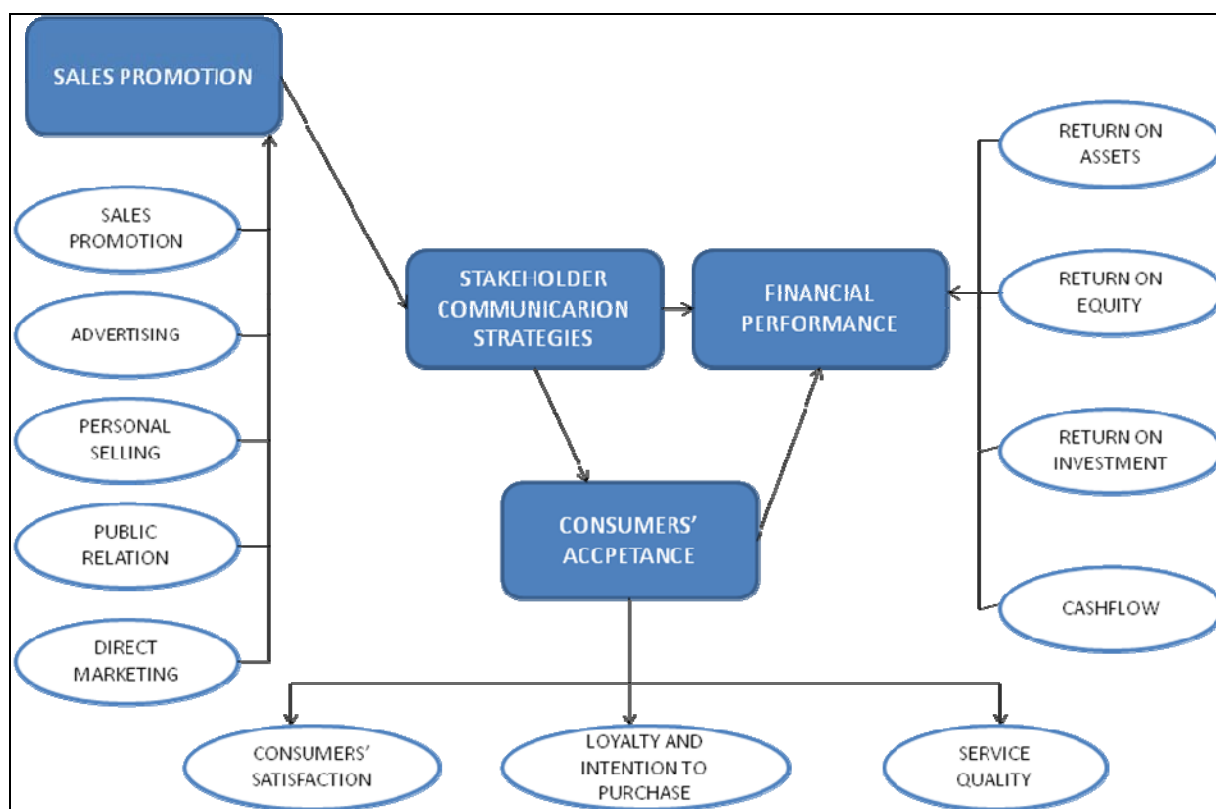 SALES PROMOTION
SALES
PROMOTION
ADVERTISING
PERSONAL
SELLING
PUBLIC
RELATION
DIRECT
MARKETING
STAKEHOLDER
COMMUNICARION
STRATEGIES
FINANCIAL
PERFORMANCE
CONSUMERS’
ACCPETANCE
RETURN ON
ASSETS
RETURN ON
EQUITY
RETURN ON
INVESTMENT
CASHFLOW
CONSUMERS’
SATISFACTION
LOYALTY AND
INTENTION TO
PURCHASE
SERVICE
QUALITY